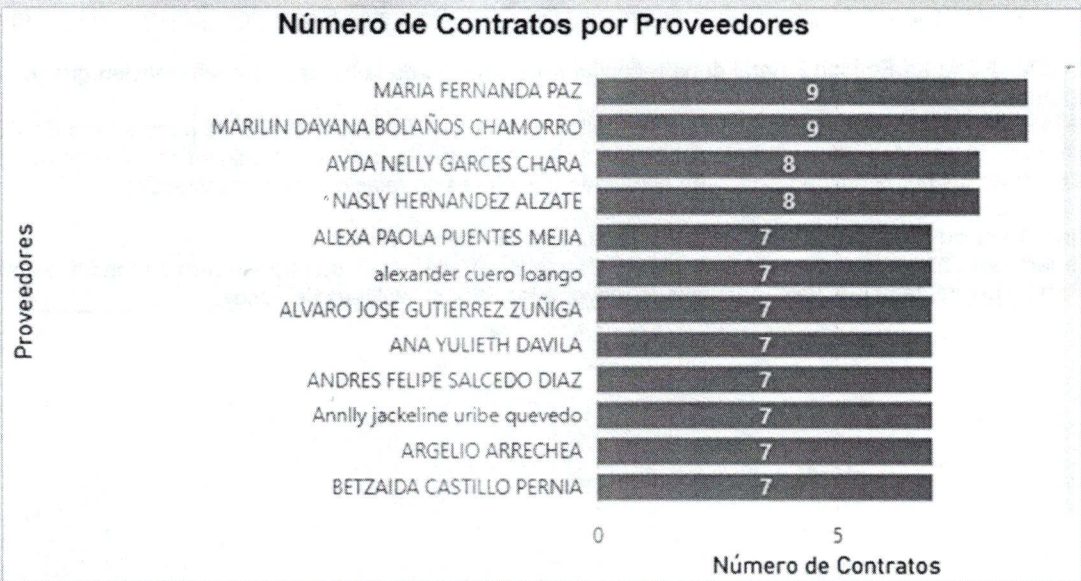 Número de Contratos por Proveedores
Proveedores
MARIA FERNANDA PAZ 9
MARILIN DAYANA BOLAÑOS CHAMORRO 9
AYDA NELLY GARCES CHARA 8
NASLY HERNANDEZ ALZATE 8
ALEXA PAOLA PUENTES MEJIA 7
alexander cuero loango 7
ALVARO JOSE GUTIERREZ ZUÑIGA 7
ANA YULIETH DAVILA 7
ANDRES FELIPE SALCEDO DIAZ 7
Annlly jackeline uribe quevedo 7
ARGELIO ARRECHEA 7
BETZAIDA CASTILLO PERNIA 7
0 5
Número de Contratos